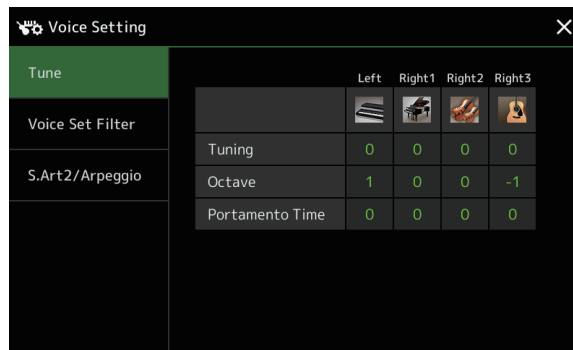 Voice Setting
Tune
Voice Set Filter
S.Art2/Arpeggio
Left Right1 Right2 Right3
Tuning 0 0 0 0
Octave 1 0 0 -1
Portamento Time 0 0 0 0